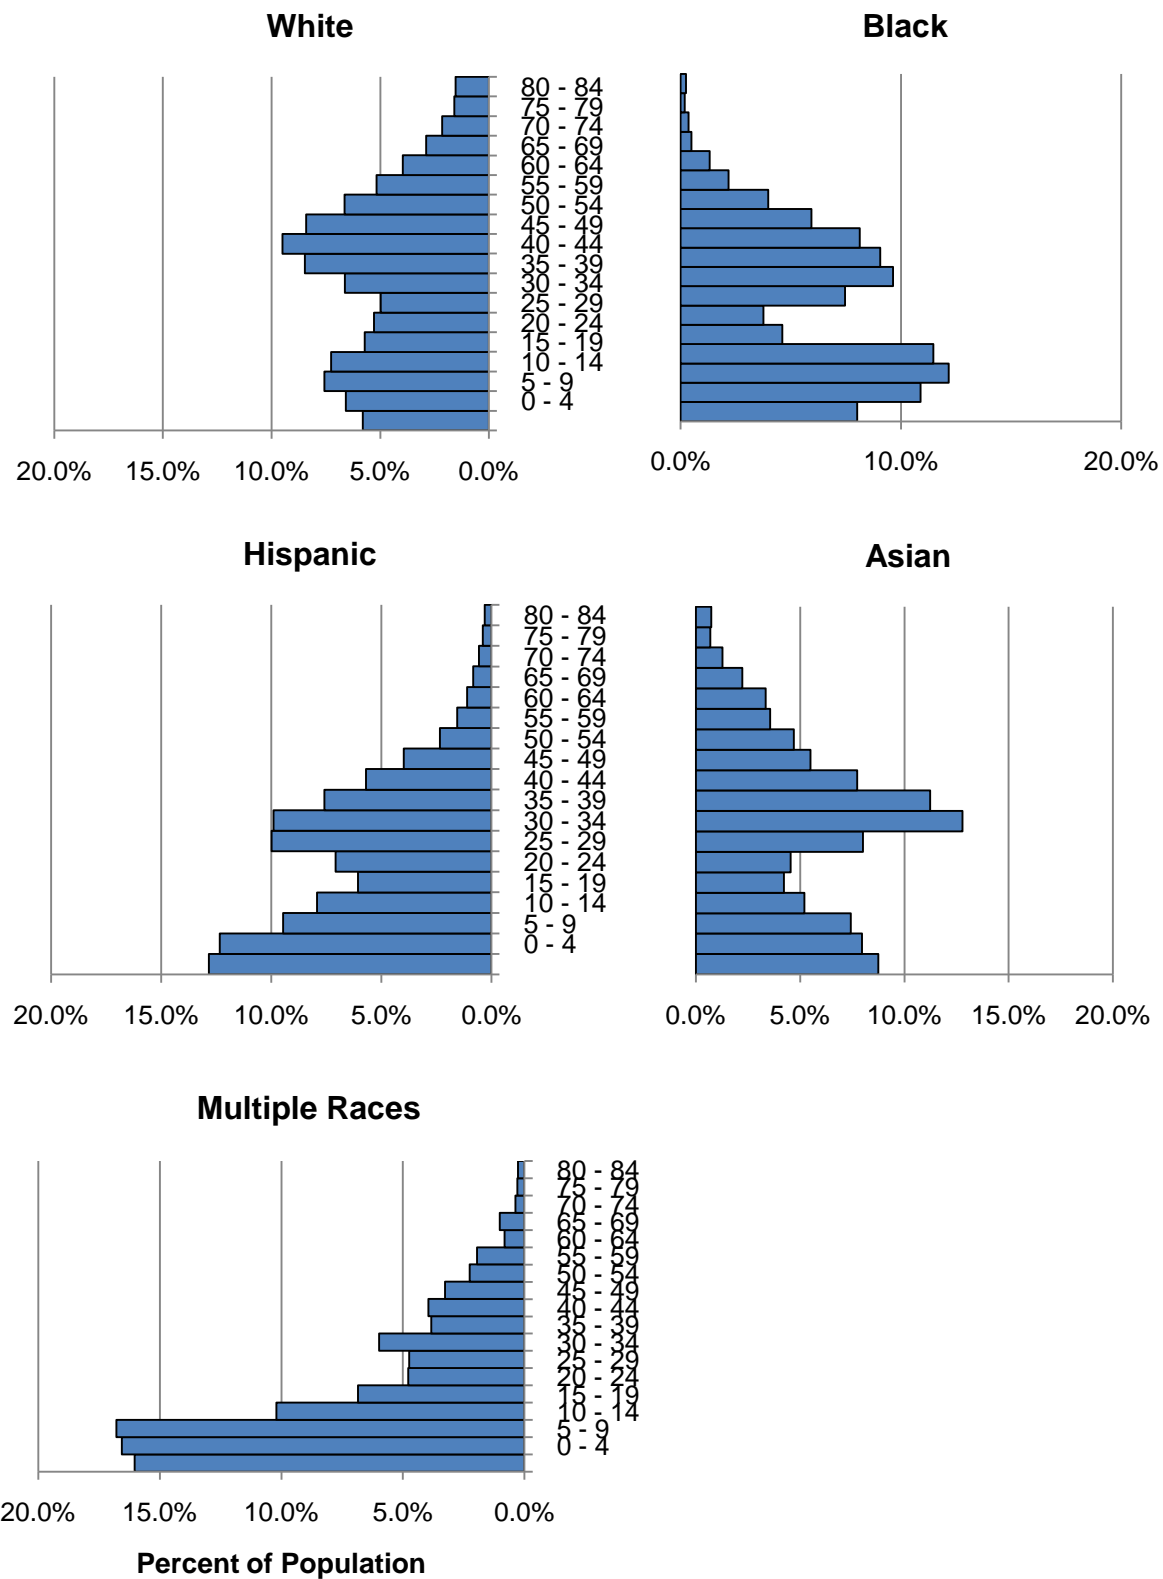 White
80 - 84
75 - 79
70 - 74
65 - 69
60 - 64
55 - 59
50 - 54
45 - 49
40 - 44
35 - 39
30 - 34
25 - 29
20 - 24
15 - 19
10 - 14
5 - 9
0 - 4
20.0% 15.0% 10.0% 5.0% 0.0%
Black
0.0% 10.0% 20.0%
Hispanic
80 - 84
75 - 79
70 - 74
65 - 69
60 - 64
55 - 59
50 - 54
45 - 49
40 - 44
35 - 39
30 - 34
25 - 29
20 - 24
15 - 19
10 - 14
5 - 9
0 - 4
20.0% 15.0% 10.0% 5.0% 0.0%
Asian
0.0% 5.0% 10.0% 15.0% 20.0%
Multiple Races
80 - 84
75 - 79
70 - 74
65 - 69
60 - 64
55 - 59
50 - 54
45 - 49
40 - 44
35 - 39
30 - 34
25 - 29
20 - 24
15 - 19
10 - 14
5 - 9
0 - 4
20.0% 15.0% 10.0% 5.0% 0.0%
Percent of Population